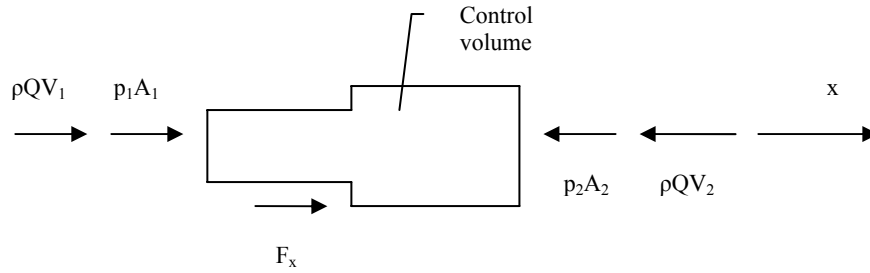 Control
volume
ρQV₁ p₁A₁ x
p₂A₂ ρQV₂
Fₓ